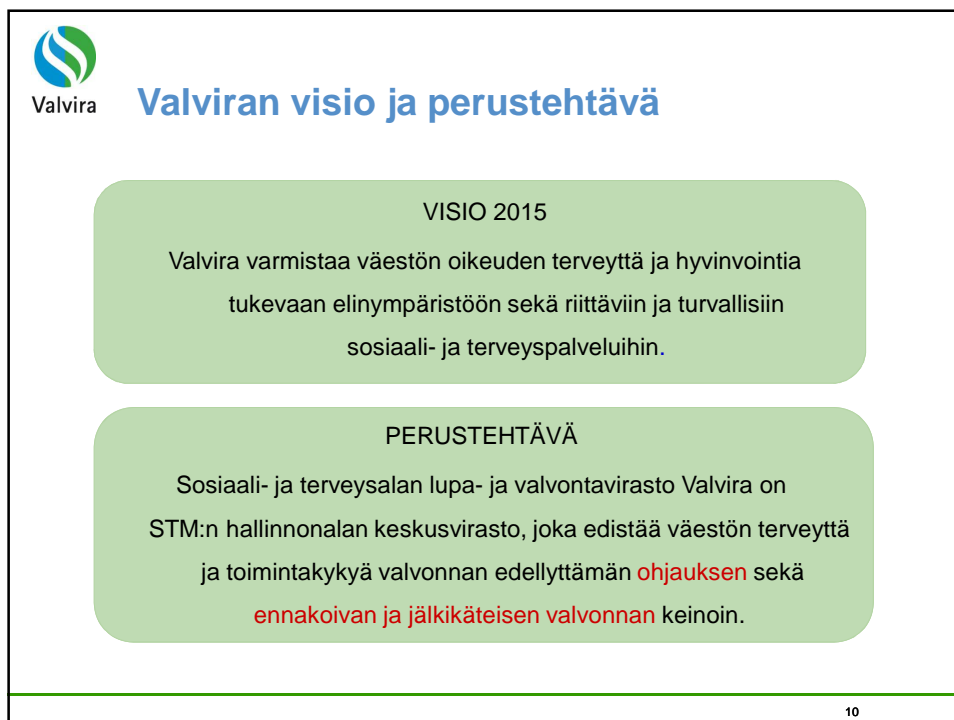 Valvira
Valviran visio ja perustehtävä
VISIO 2015
Valvira varmistaa väestön oikeuden terveyttä ja hyvinvointia
tukevaan elinympäristöön sekä riittäviin ja turvallisiin
sosiaali- ja terveyspalveluihin.
PERUSTEHTÄVÄ
Sosiaali- ja terveysalan lupa- ja valvontavirasto Valvira on
STM:n hallinnonalan keskusvirasto, joka edistää väestön terveyttä
ja toimintakykyä valvonnan edellyttämän ohjauksen sekä
ennakoivan ja jälkikäteisen valvonnan keinoin.
10